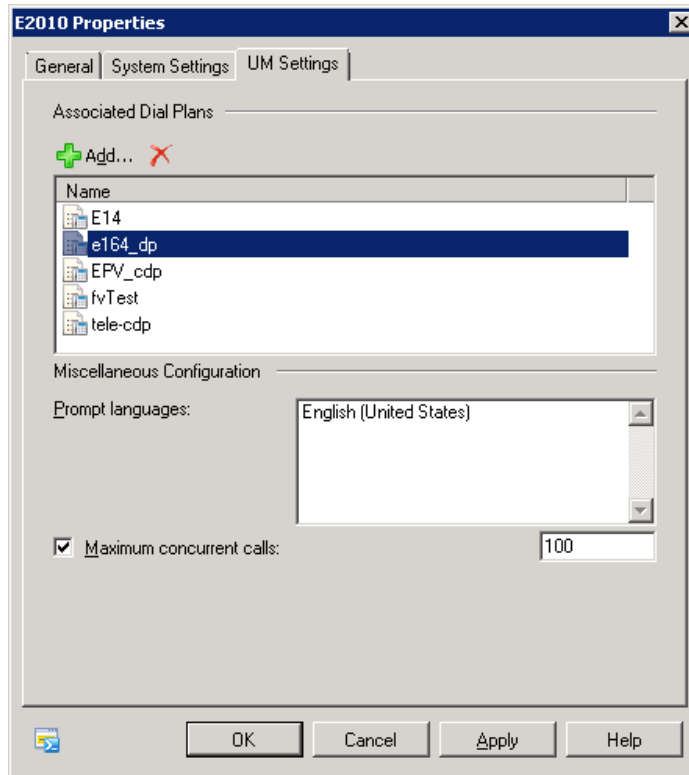 E2010 Properties
General System Settings UM Settings
Associated Dial Plans
Add...
Name
E14
e164_dp
EPV_cdp
fvTest
tele-cdp
Miscellaneous Configuration
Prompt languages: English (United States)
Maximum concurrent calls: 100
OK Cancel Apply Help